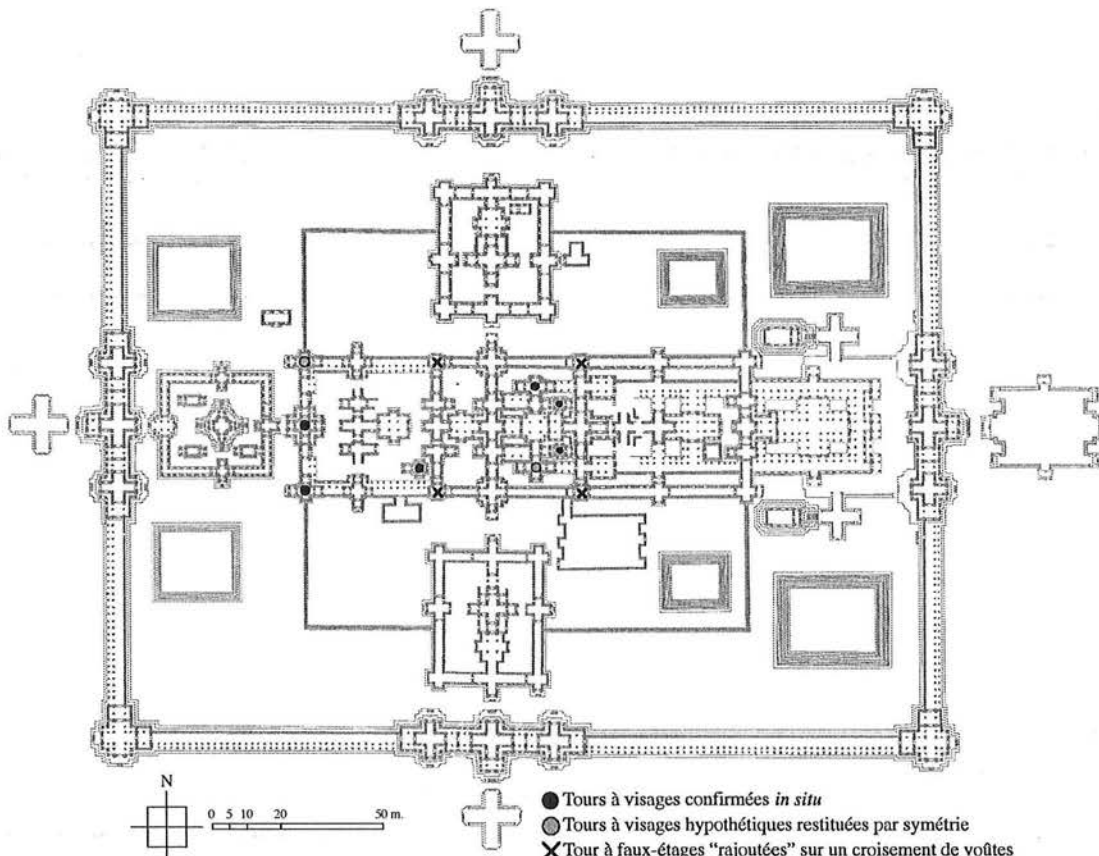 N
0 5 10 20 50 m.
Tours à visages confirmées in situ
Tours à visages hypothétiques restituées par symétrie
Tour à faux-étages "rajoutées" sur un croisement de voûtes